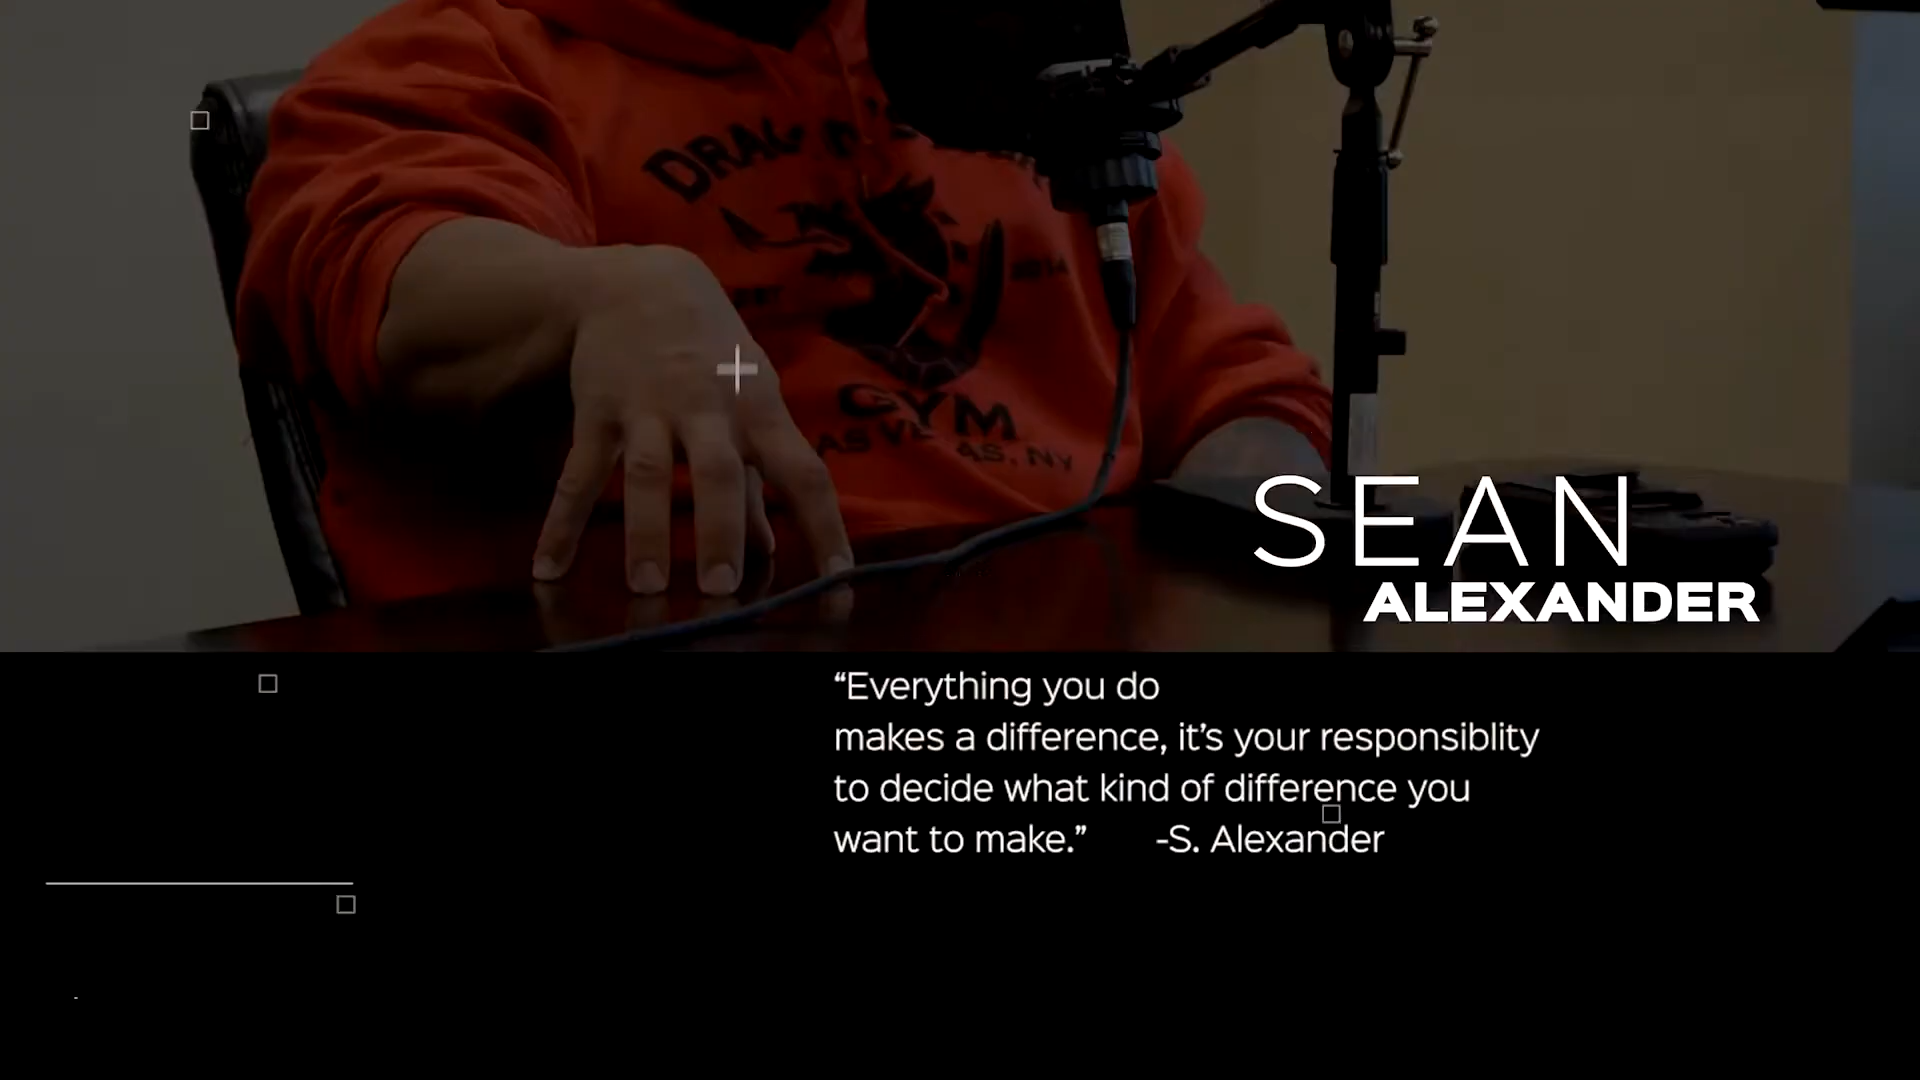 GYM
SEAN
ALEXANDER
“Everything you do
makes a difference, it’s your responsiblity
to decide what kind of difference you
want to make.” -S. Alexander